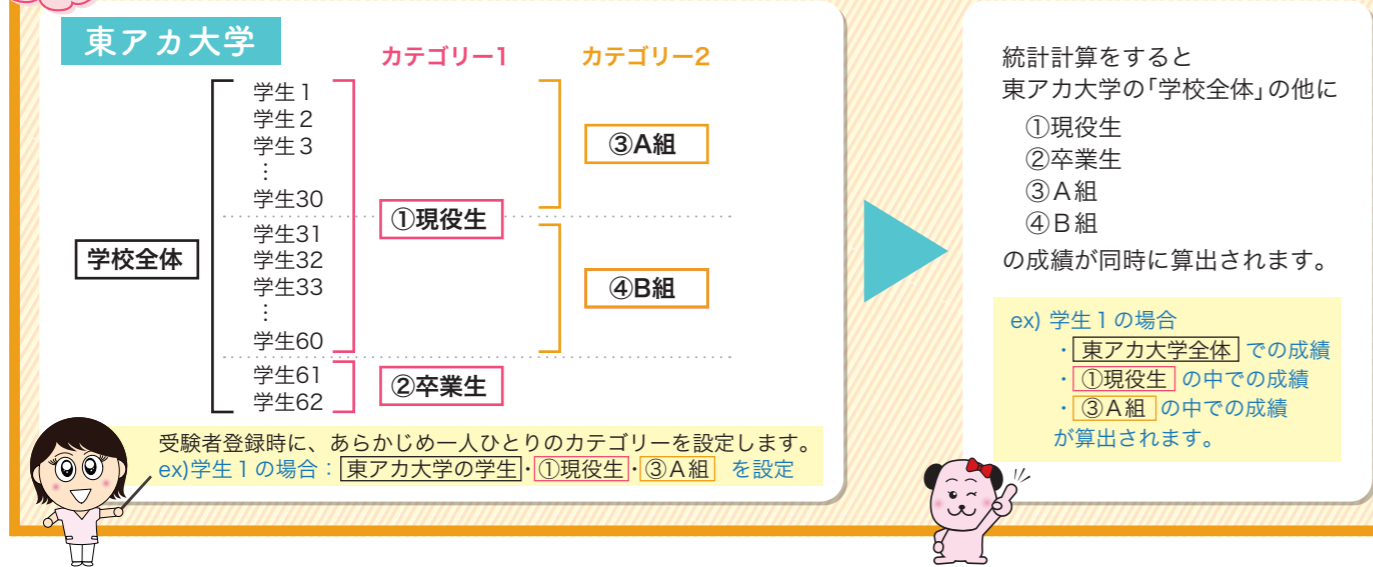 東アカ大学
カテゴリー1
カテゴリー2
学校全体
学生1
学生2
学生3
⋮
学生30
学生31
学生32
学生33
⋮
学生60
学生61
学生62
①現役生
②卒業生
③A組
④B組
受験者登録時に、あらかじめ一人ひとりのカテゴリーを設定します。
ex)学生1の場合：東アカ大学の学生・①現役生・③A組 を設定
統計計算をすると
東アカ大学の「学校全体」の他に
①現役生
②卒業生
③A組
④B組
の成績が同時に算出されます。
ex) 学生1の場合
・東アカ大学全体 での成績
・①現役生 の中での成績
・③A組 の中での成績
が算出されます。